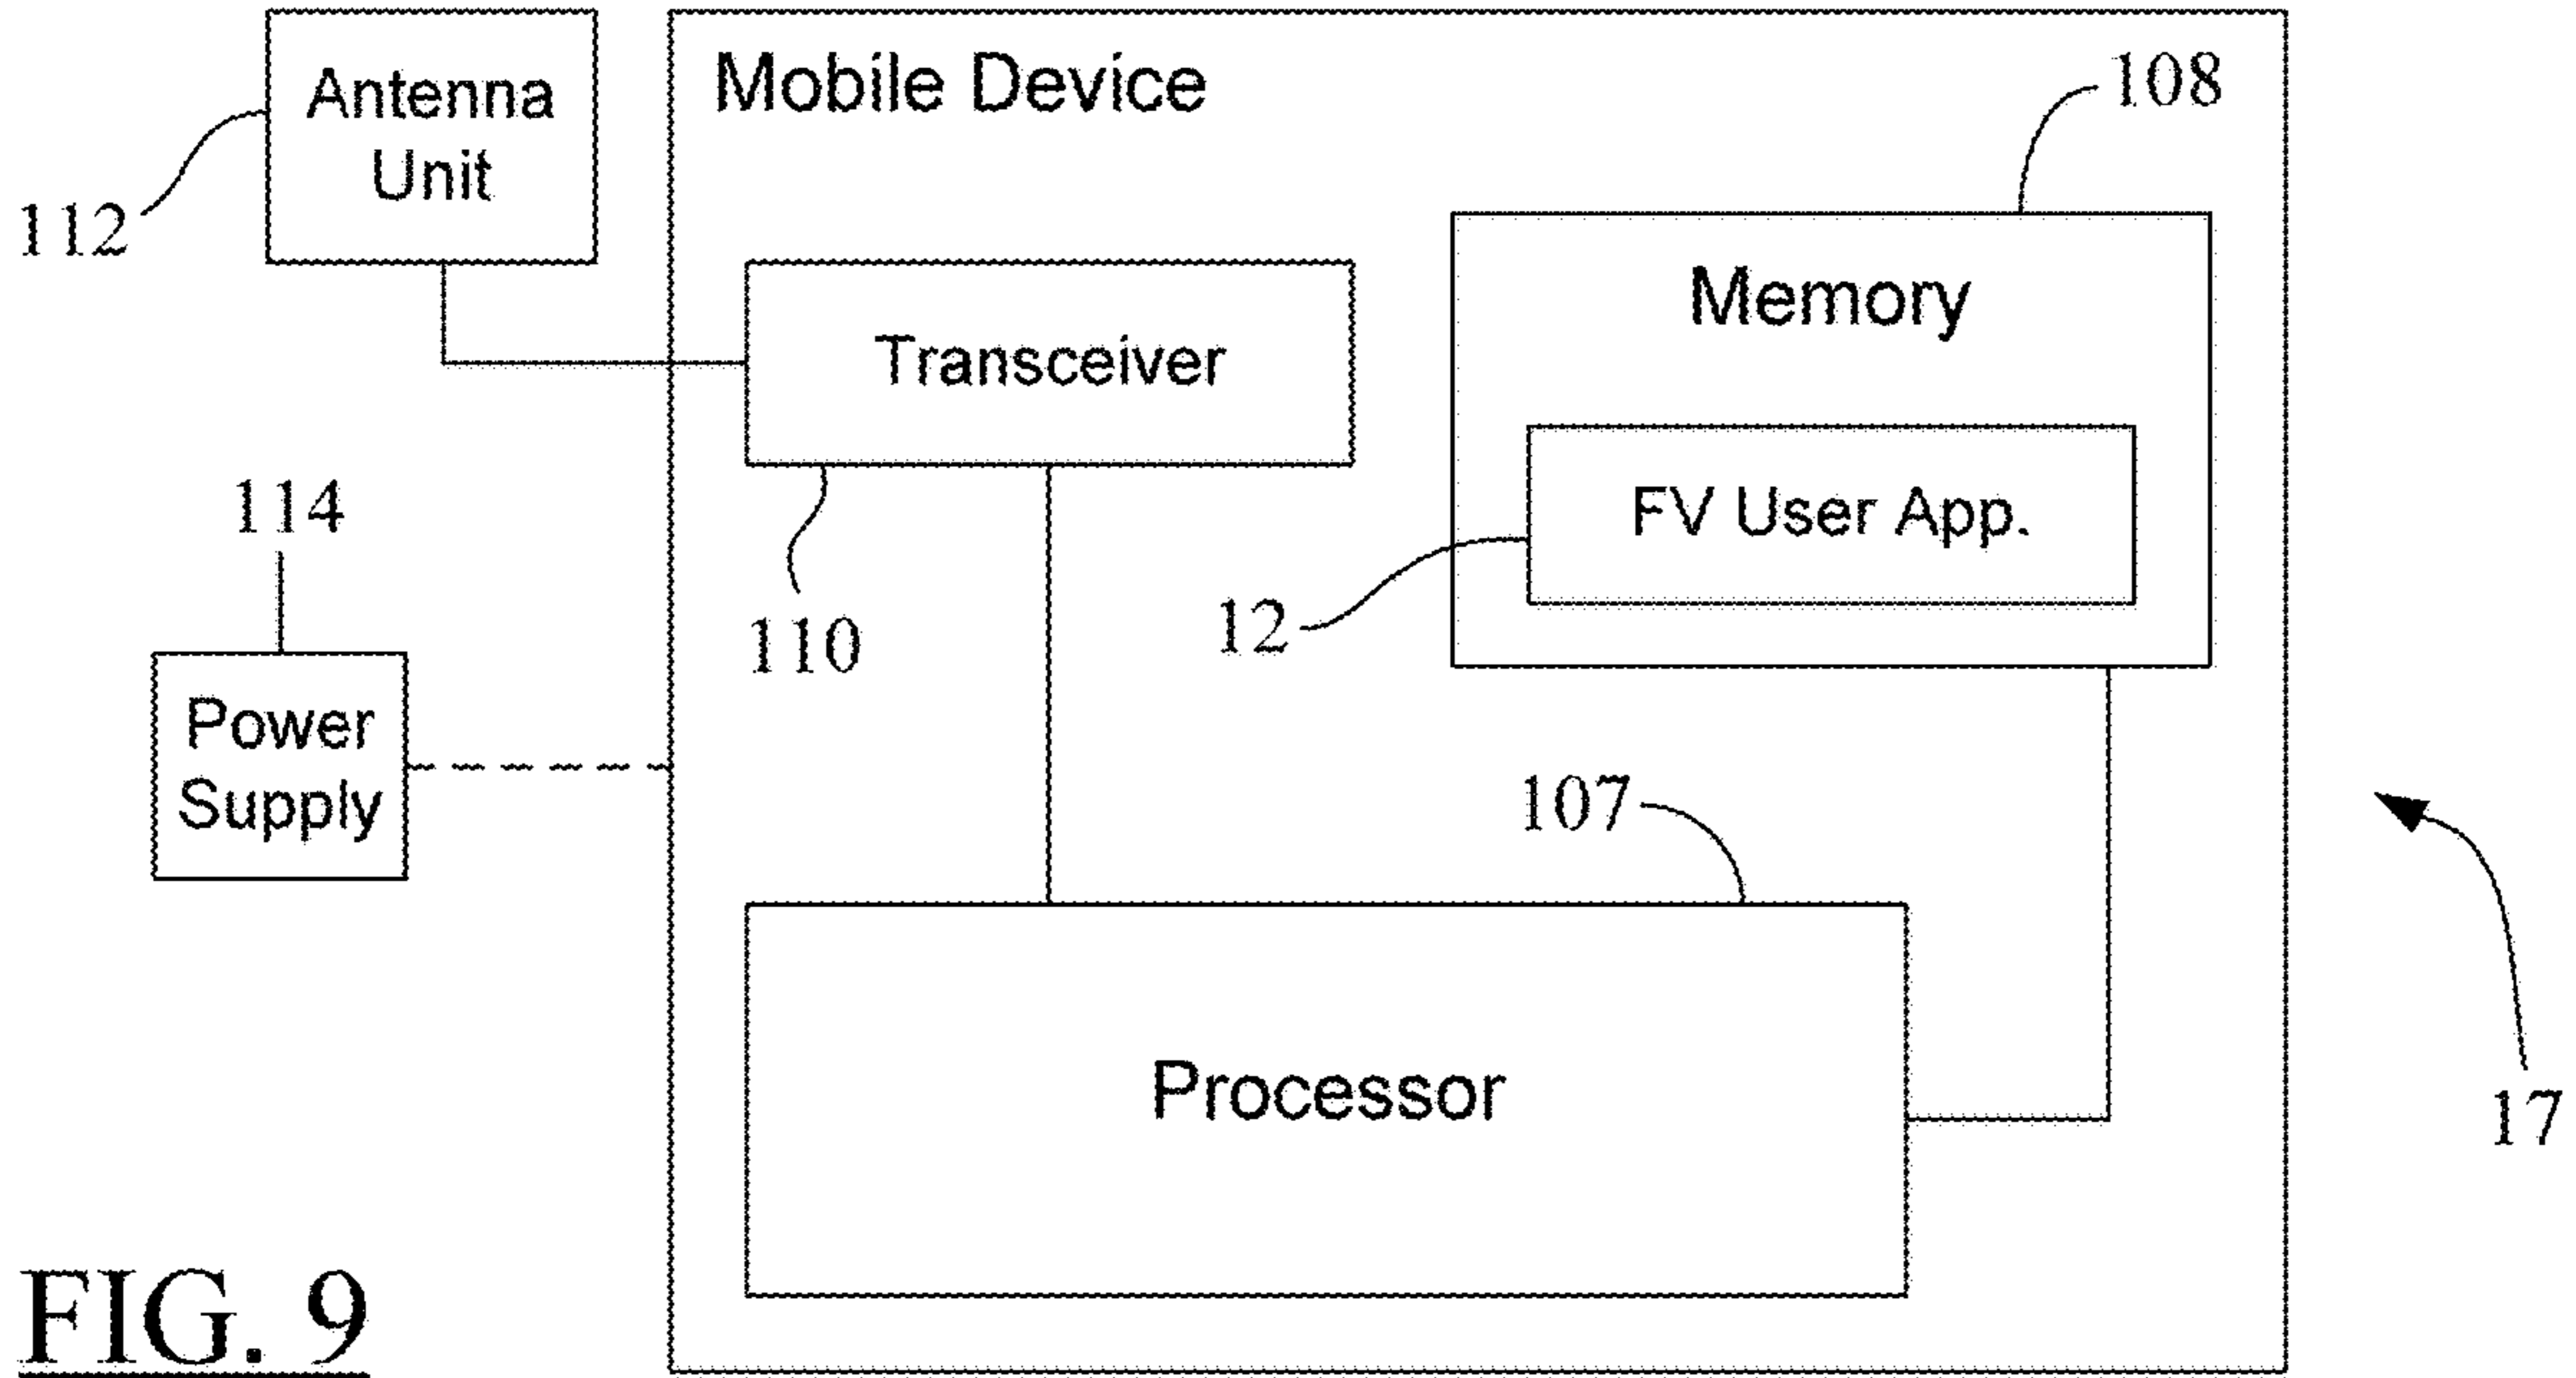 Antenna
Unit
112
Mobile Device
108
Transceiver
110
Memory
FV User App.
12
114
Power
Supply
107
Processor
17
FIG. 9